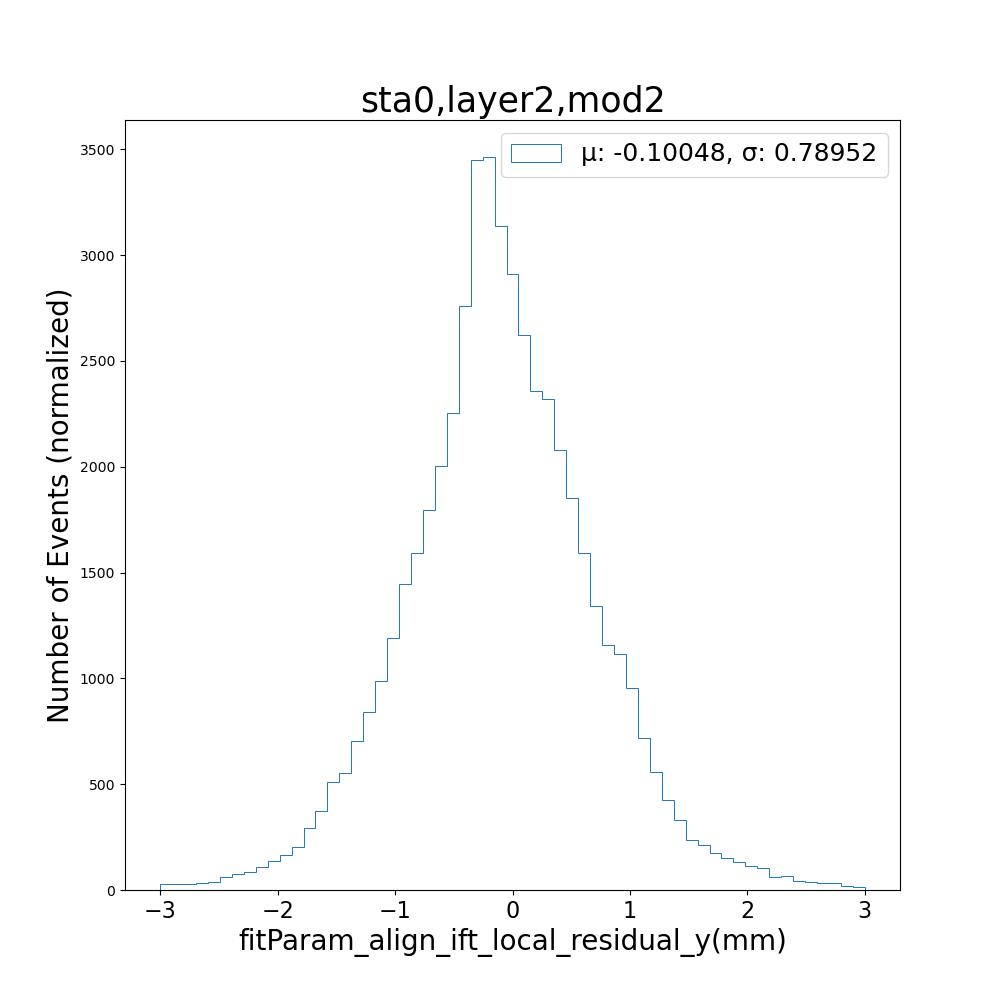 sta0,layer2,mod2
μ: -0.10048, σ: 0.78952
Number of Events (normalized)
3500
3000
2500
2000
1500
1000
500
0
−3 −2 −1 0 1 2 3
fitParam_align_ift_local_residual_y(mm)